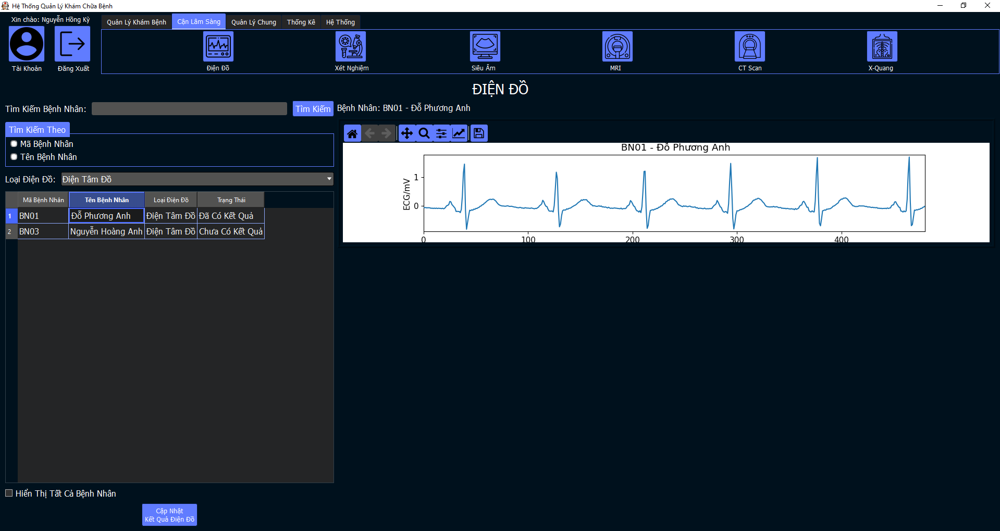 Hệ Thống Quản Lý Khám Chữa Bệnh
Xin chào: Nguyễn Hồng Kỳ
Quản Lý Khám Bệnh
Cận Lâm Sàng
Quản Lý Chung
Thống Kê
Hệ Thống
Tài Khoản
Đăng Xuất
Điện Đồ
Xét Nghiệm
Siêu Âm
MRI
CT Scan
X-Quang
ĐIỆN ĐỒ
Tìm Kiếm Bệnh Nhân:
Tìm Kiếm
Tìm Kiếm Theo
Mã Bệnh Nhân
Tên Bệnh Nhân
Loại Điện Đồ: Điện Tâm Đồ
Mã Bệnh Nhân Tên Bệnh Nhân Loại Điện Đồ Trạng Thái
1 BN01 Đỗ Phương Anh Điện Tâm Đồ Đã Có Kết Quả
2 BN03 Nguyễn Hoàng Anh Điện Tâm Đồ Chưa Có Kết Quả
Hiển Thị Tất Cả Bệnh Nhân
Cập Nhật
Kết Quả Điện Đồ
Bệnh Nhân: BN01 - Đỗ Phương Anh
BN01 - Đỗ Phương Anh
ECG/mV
1
0
0 100 200 300 400